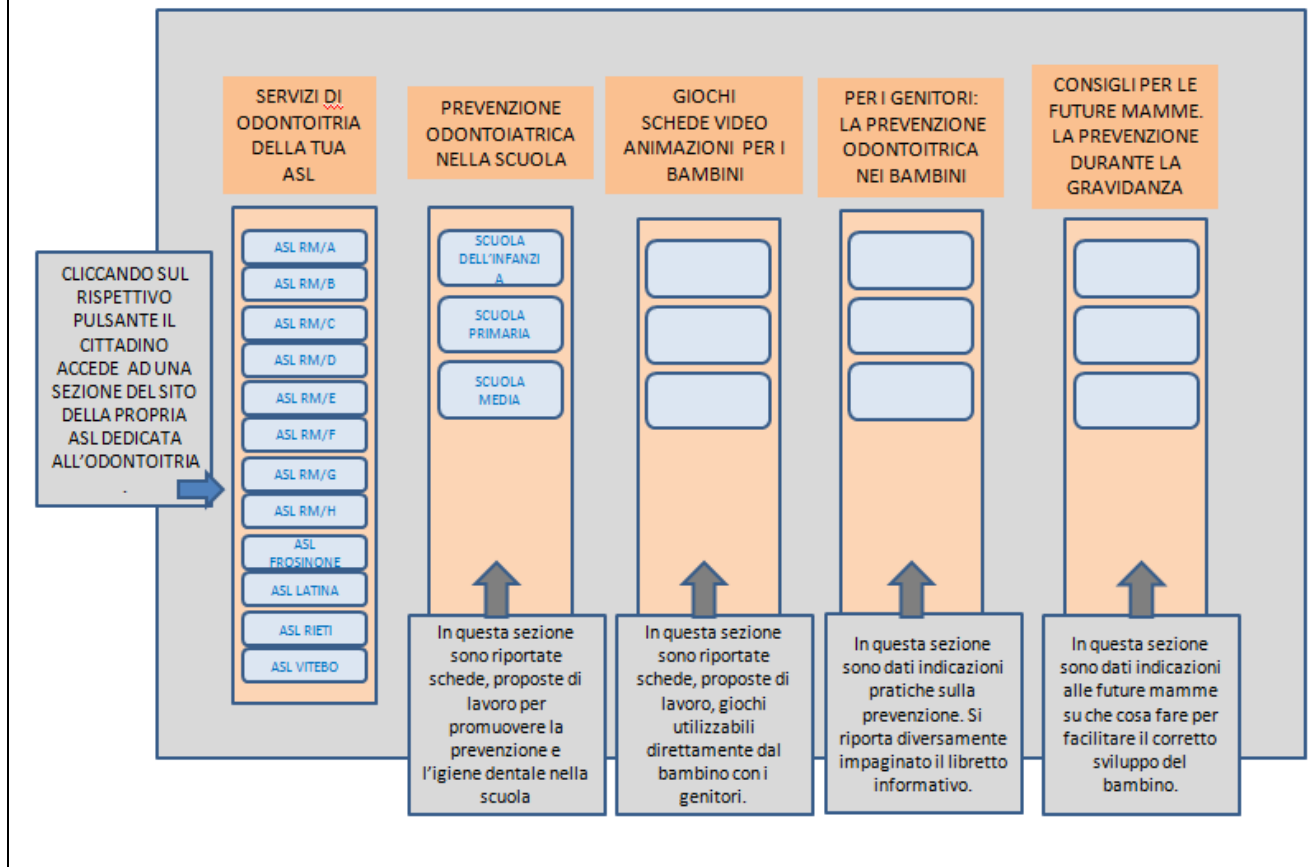 SERVIZI DI
ODONTOITRIA
DELLA TUA
ASL
PREVENZIONE
ODONTOIATRICA
NELLA SCUOLA
GIOCHI
SCHEDE VIDEO
ANIMAZIONI PER I
BAMBINI
PER I GENITORI:
LA PREVENZIONE
ODONTOITRICA
NEI BAMBINI
CONSIGLI PER LE
FUTURE MAMME.
LA PREVENZIONE
DURANTE LA
GRAVIDANZA
CLICCANDO SUL
RISPETTIVO
PULSANTE IL
CITTADINO
ACCEDE AD UNA
SEZIONE DEL SITO
DELLA PROPRIA
ASL DEDICATA
ALL'ODONTOITRIA
.
ASL RM/A
ASL RM/B
ASL RM/C
ASL RM/D
ASL RM/E
ASL RM/F
ASL RM/G
ASL RM/H
ASL
FROSINONE
ASL LATINA
ASL RIETI
ASL VITEBO
SCUOLA
DELL'INFANZI
A
SCUOLA
PRIMARIA
SCUOLA
MEDIA
In questa sezione
sono riportate
schede, proposte di
lavoro per
promuovere la
prevenzione e
l'igiene dentale nella
scuola
In questa sezione
sono riportate
schede, proposte di
lavoro, giochi
utilizzabili
direttamente dal
bambino con i
genitori.
In questa sezione
sono dati indicazioni
pratiche sulla
prevenzione. Si
riporta diversamente
impaginato il libretto
informativo.
In questa sezione
sono dati indicazioni
alle future mamme
su che cosa fare per
facilitare il corretto
sviluppo del
bambino.